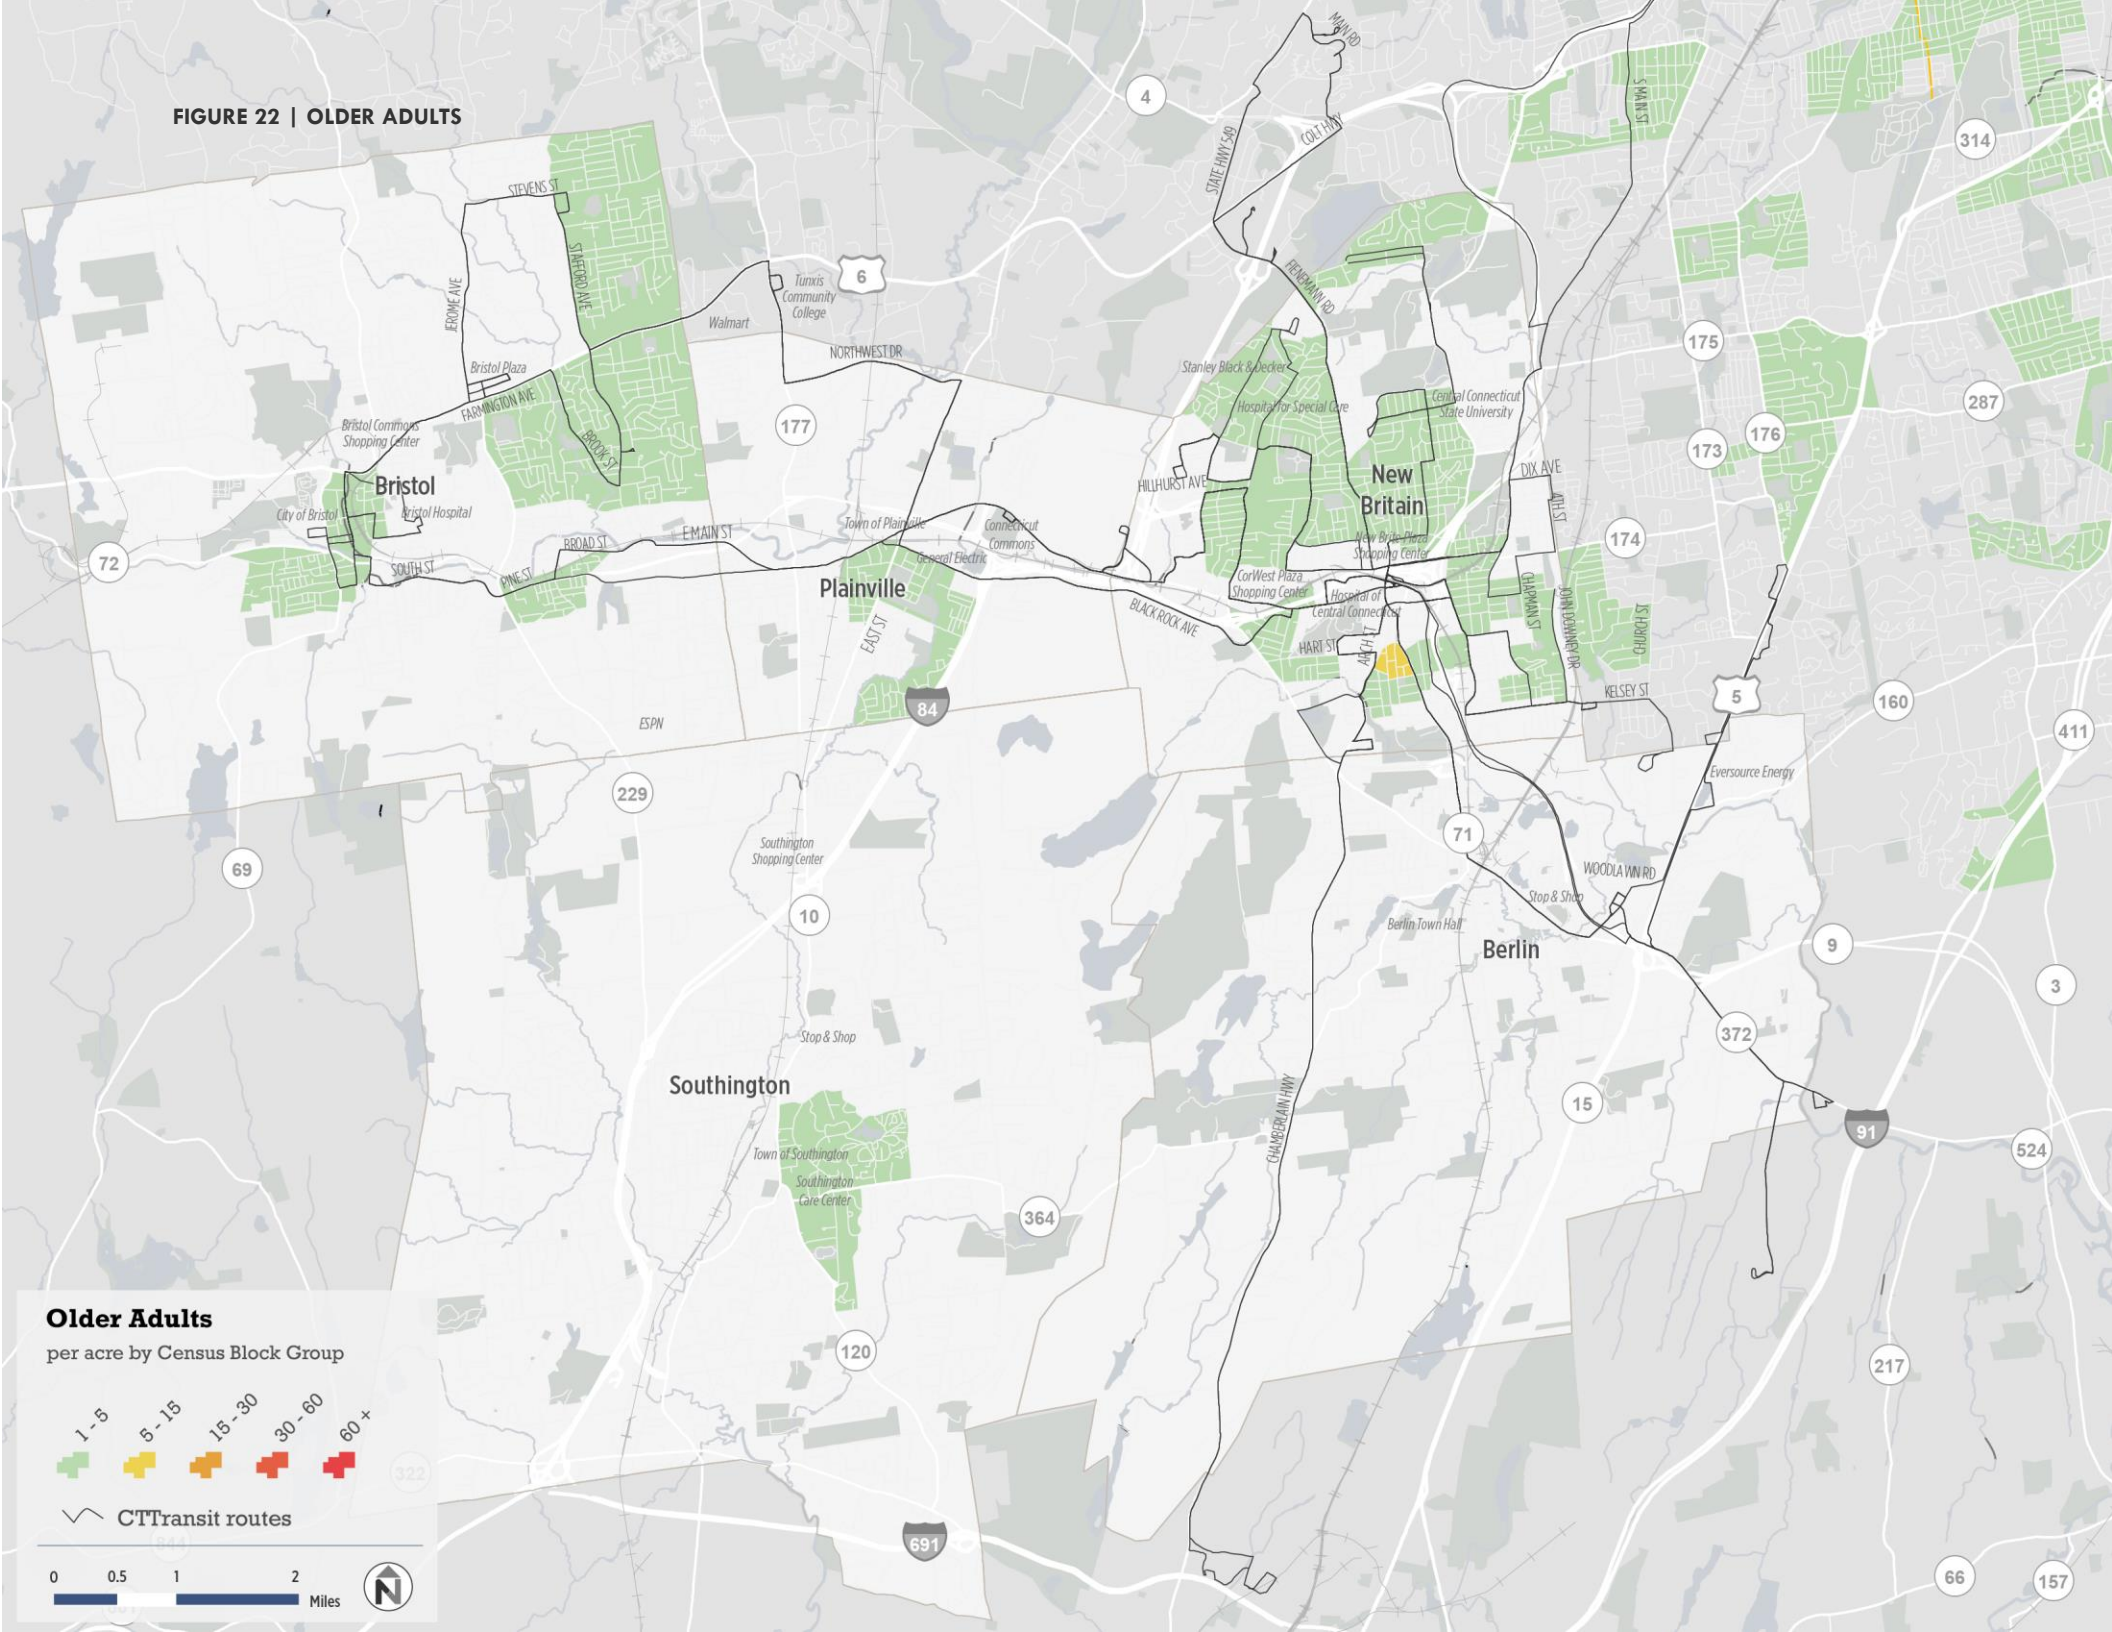 FIGURE 22 | OLDER ADULTS
MAIN RD
4
STATE HWY 549
COLT HWY
S MAIN ST
314
STEVENS ST
STAFFORD AVE
JEROME AVE
Tunxis
Community
College
6
Walmart
NORTHWEST DR
FIENEMANN RD
175
Bristol Plaza
FARMINGTON AVE
Stanley Black & Decker
Hospital for Special Care
Central Connecticut
State University
287
Bristol Commons
Shopping Center
BROOK ST
177
173
176
Bristol
City of Bristol
Bristol Hospital
HILLHURST AVE
New
Britain
DIX AVE
4TH ST
72
SOUTH ST
PINE ST
BROAD ST
E MAIN ST
Town of Plainville
General Electric
Connecticut
Commons
New Brite Plaza
Shopping Center
174
Plainville
EAST ST
CorWest Plaza
Shopping Center
Hospital of
Central Connecticut
BLACK ROCK AVE
HART ST
ARCH ST
CHAPMAN ST
JOHN DOWNEY DR
CHURCH ST
KELSEY ST
5
160
84
ESPN
411
Eversource Energy
229
71
Southington
Shopping Center
69
10
WOODLAWN RD
Stop & Shop
Berlin Town Hall
Berlin
9
3
Stop & Shop
372
Southington
CHAMBERLAIN HWY
15
91
Town of Southington
524
Southington
Care Center
364
120
217
Older Adults
per acre by Census Block Group
1 - 5
5 - 15
15 - 30
30 - 60
60 +
322
CTTransit routes
844
691
0 0.5 1 2
Miles
N
66
157